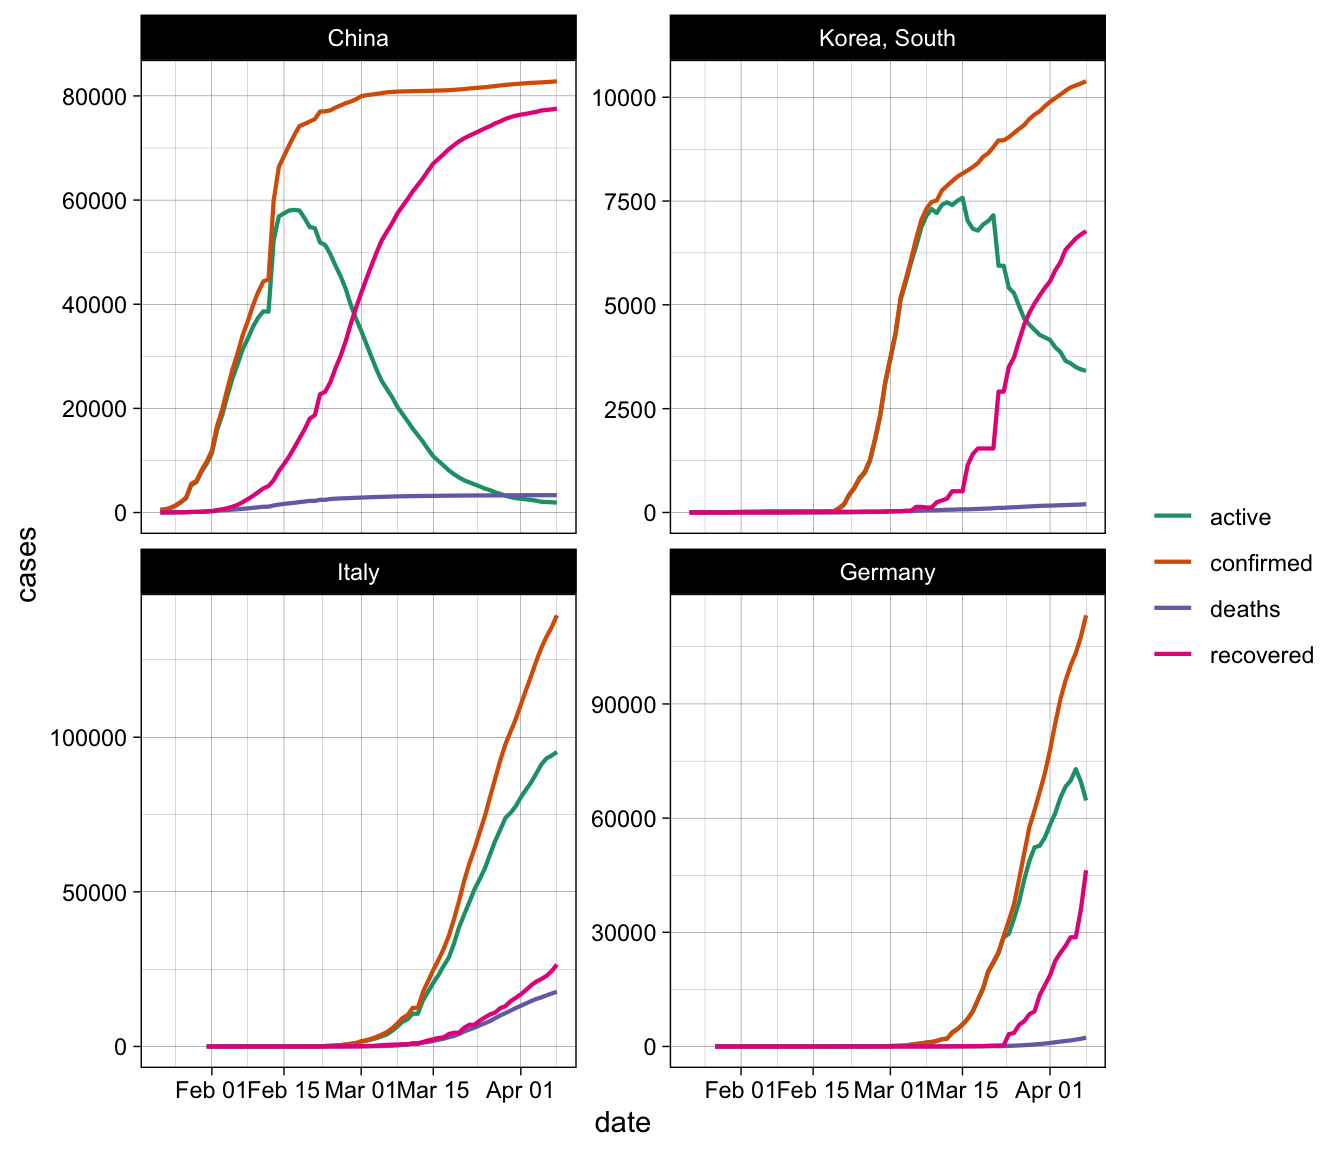 China
Korea, South
80000
60000
40000
20000
0
10000
7500
5000
2500
0
Italy
Germany
100000
50000
0
90000
60000
30000
0
Feb 01 Feb 15 Mar 01 Mar 15 Apr 01
Feb 01 Feb 15 Mar 01 Mar 15 Apr 01
date
cases
active
confirmed
deaths
recovered